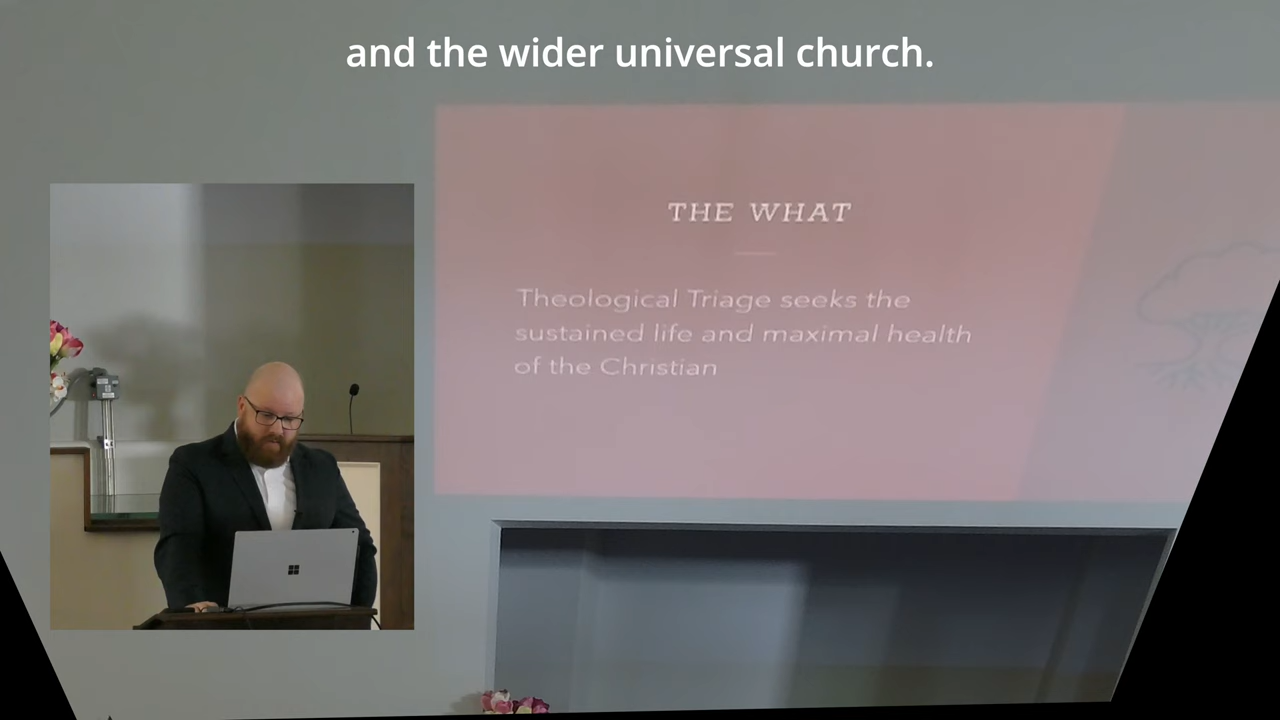 and the wider universal church.
THE WHAT
Theological Triage seeks the
sustained life and maximal health
of the Christian